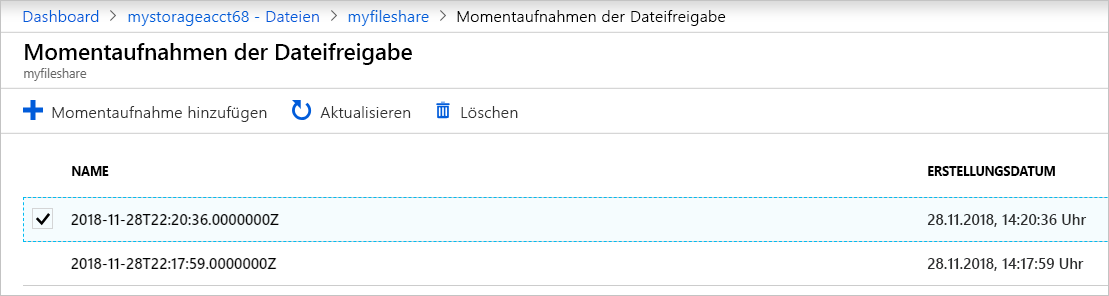 Dashboard > mystorageacct68 - Dateien > myfileshare > Momentaufnahmen der Dateifreigabe
Momentaufnahmen der Dateifreigabe
myfileshare
Momentaufnahme hinzufügen Aktualisieren Löschen
NAME ERSTELLUNGSDATUM
2018-11-28T22:20:36.0000000Z 28.11.2018, 14:20:36 Uhr
2018-11-28T22:17:59.0000000Z 28.11.2018, 14:17:59 Uhr